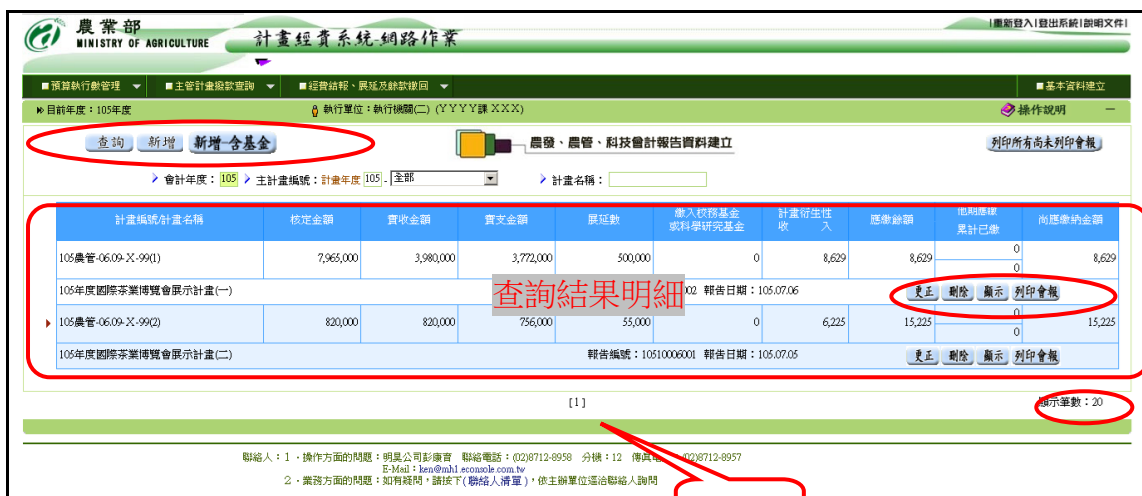 |重新登入|登出系統|說明文件|
農業部
MINISTRY OF AGRICULTURE
計畫經費系統-網路作業
■預算執行數管理 ■主管計畫撥款查詢 ■經費結報、展延及餘款繳回 ■基本資料建立
目前年度:105年度 執行單位:執行機關(二) (YYYY課XXX) 操作說明
查詢 新增 新增-含基金 農發、農管、科技會計報告資料建立 列印所有尚未列印會報
會計年度:105 主計畫編號:計畫年度 105 - 全部 計畫名稱:
計畫編號/計畫名稱 核定金額 實收金額 實支金額 展延數 繳入校務基金或科學研究基金 計畫衍生性收 入 應繳餘額 他期應繳 累計已繳 尚應繳納金額
105農管-06.09-X-99(1) 7,965,000 3,980,000 3,772,000 500,000 0 8,629 8,629 0 0 8,629
105年度國際茶業博覽會展示計畫(一) 002 報告日期:105.07.06 更正 刪除 顯示 列印會報
查詢結果明細
105農管-06.09-X-99(2) 820,000 820,000 756,000 55,000 0 6,225 15,225 0 0 15,225
105年度國際茶業博覽會展示計畫(二) 報告編號:10510006001 報告日期:105.07.05 更正 刪除 顯示 列印會報
[1] 顯示筆數:20
聯絡人:1.操作方面的問題:明昊公司彭康晉 聯絡電話:(02)8712-8958 分機:12 傳真電 (02)8712-8957
E-Mail:ken@mhl.econsole.com.tw
2.業務方面的問題:如有疑問,請按下(聯絡人清單),依主辦單位逕洽聯絡人詢問